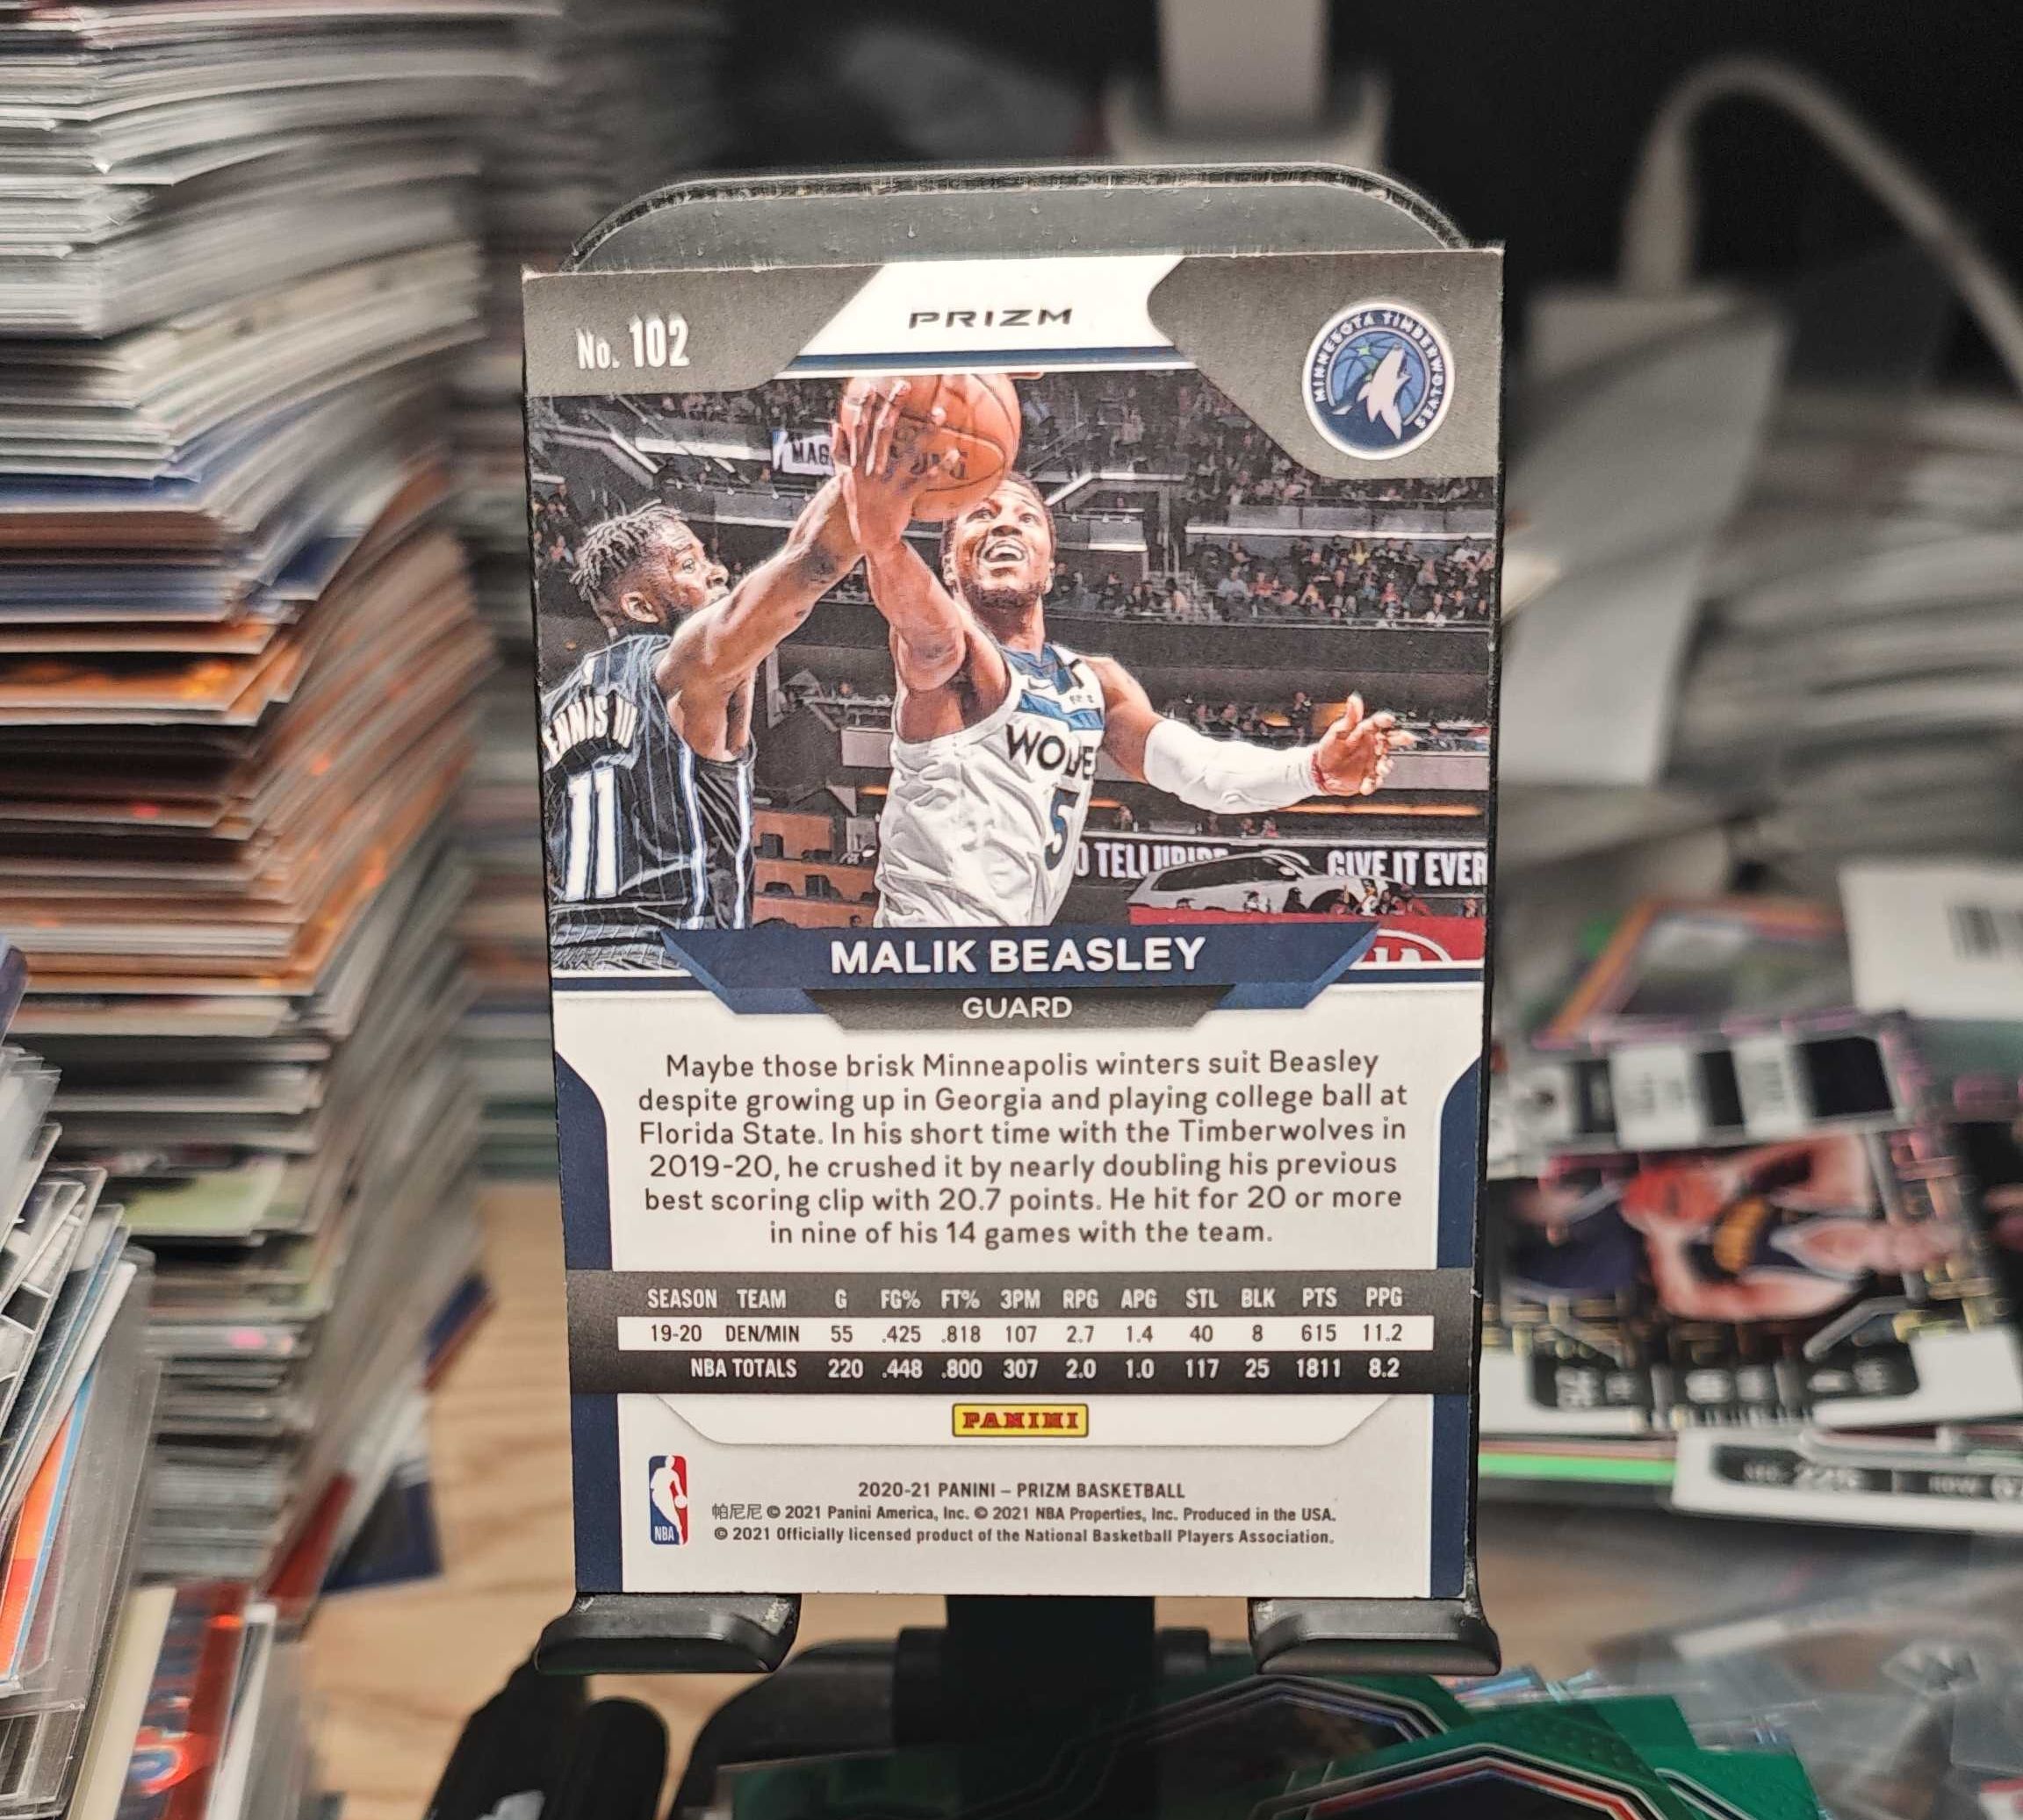 No. 102
PRIZM
MINNESOTA TIMBERWOLVES
MAG
ENNIS III
11
WOLVE
5
GIVE IT EVER
MALIK BEASLEY
GUARD
Maybe those brisk Minneapolis winters suit Beasley
despite growing up in Georgia and playing college ball at
Florida State. In his short time with the Timberwolves in
2019-20, he crushed it by nearly doubling his previous
best scoring clip with 20.7 points. He hit for 20 or more
in nine of his 14 games with the team.
SEASON TEAM G FG% FT% 3PM RPG APG STL BLK PTS PPG
19-20 DEN/MIN 55 .425 .818 107 2.7 1.4 40 8 615 11.2
NBA TOTALS 220 .448 .800 307 2.0 1.0 117 25 1811 8.2
PANINI
NBA
2020-21 PANINI – PRIZM BASKETBALL
帕尼尼 © 2021 Panini America, Inc. © 2021 NBA Properties, Inc. Produced in the USA.
© 2021 Officially licensed product of the National Basketball Players Association.